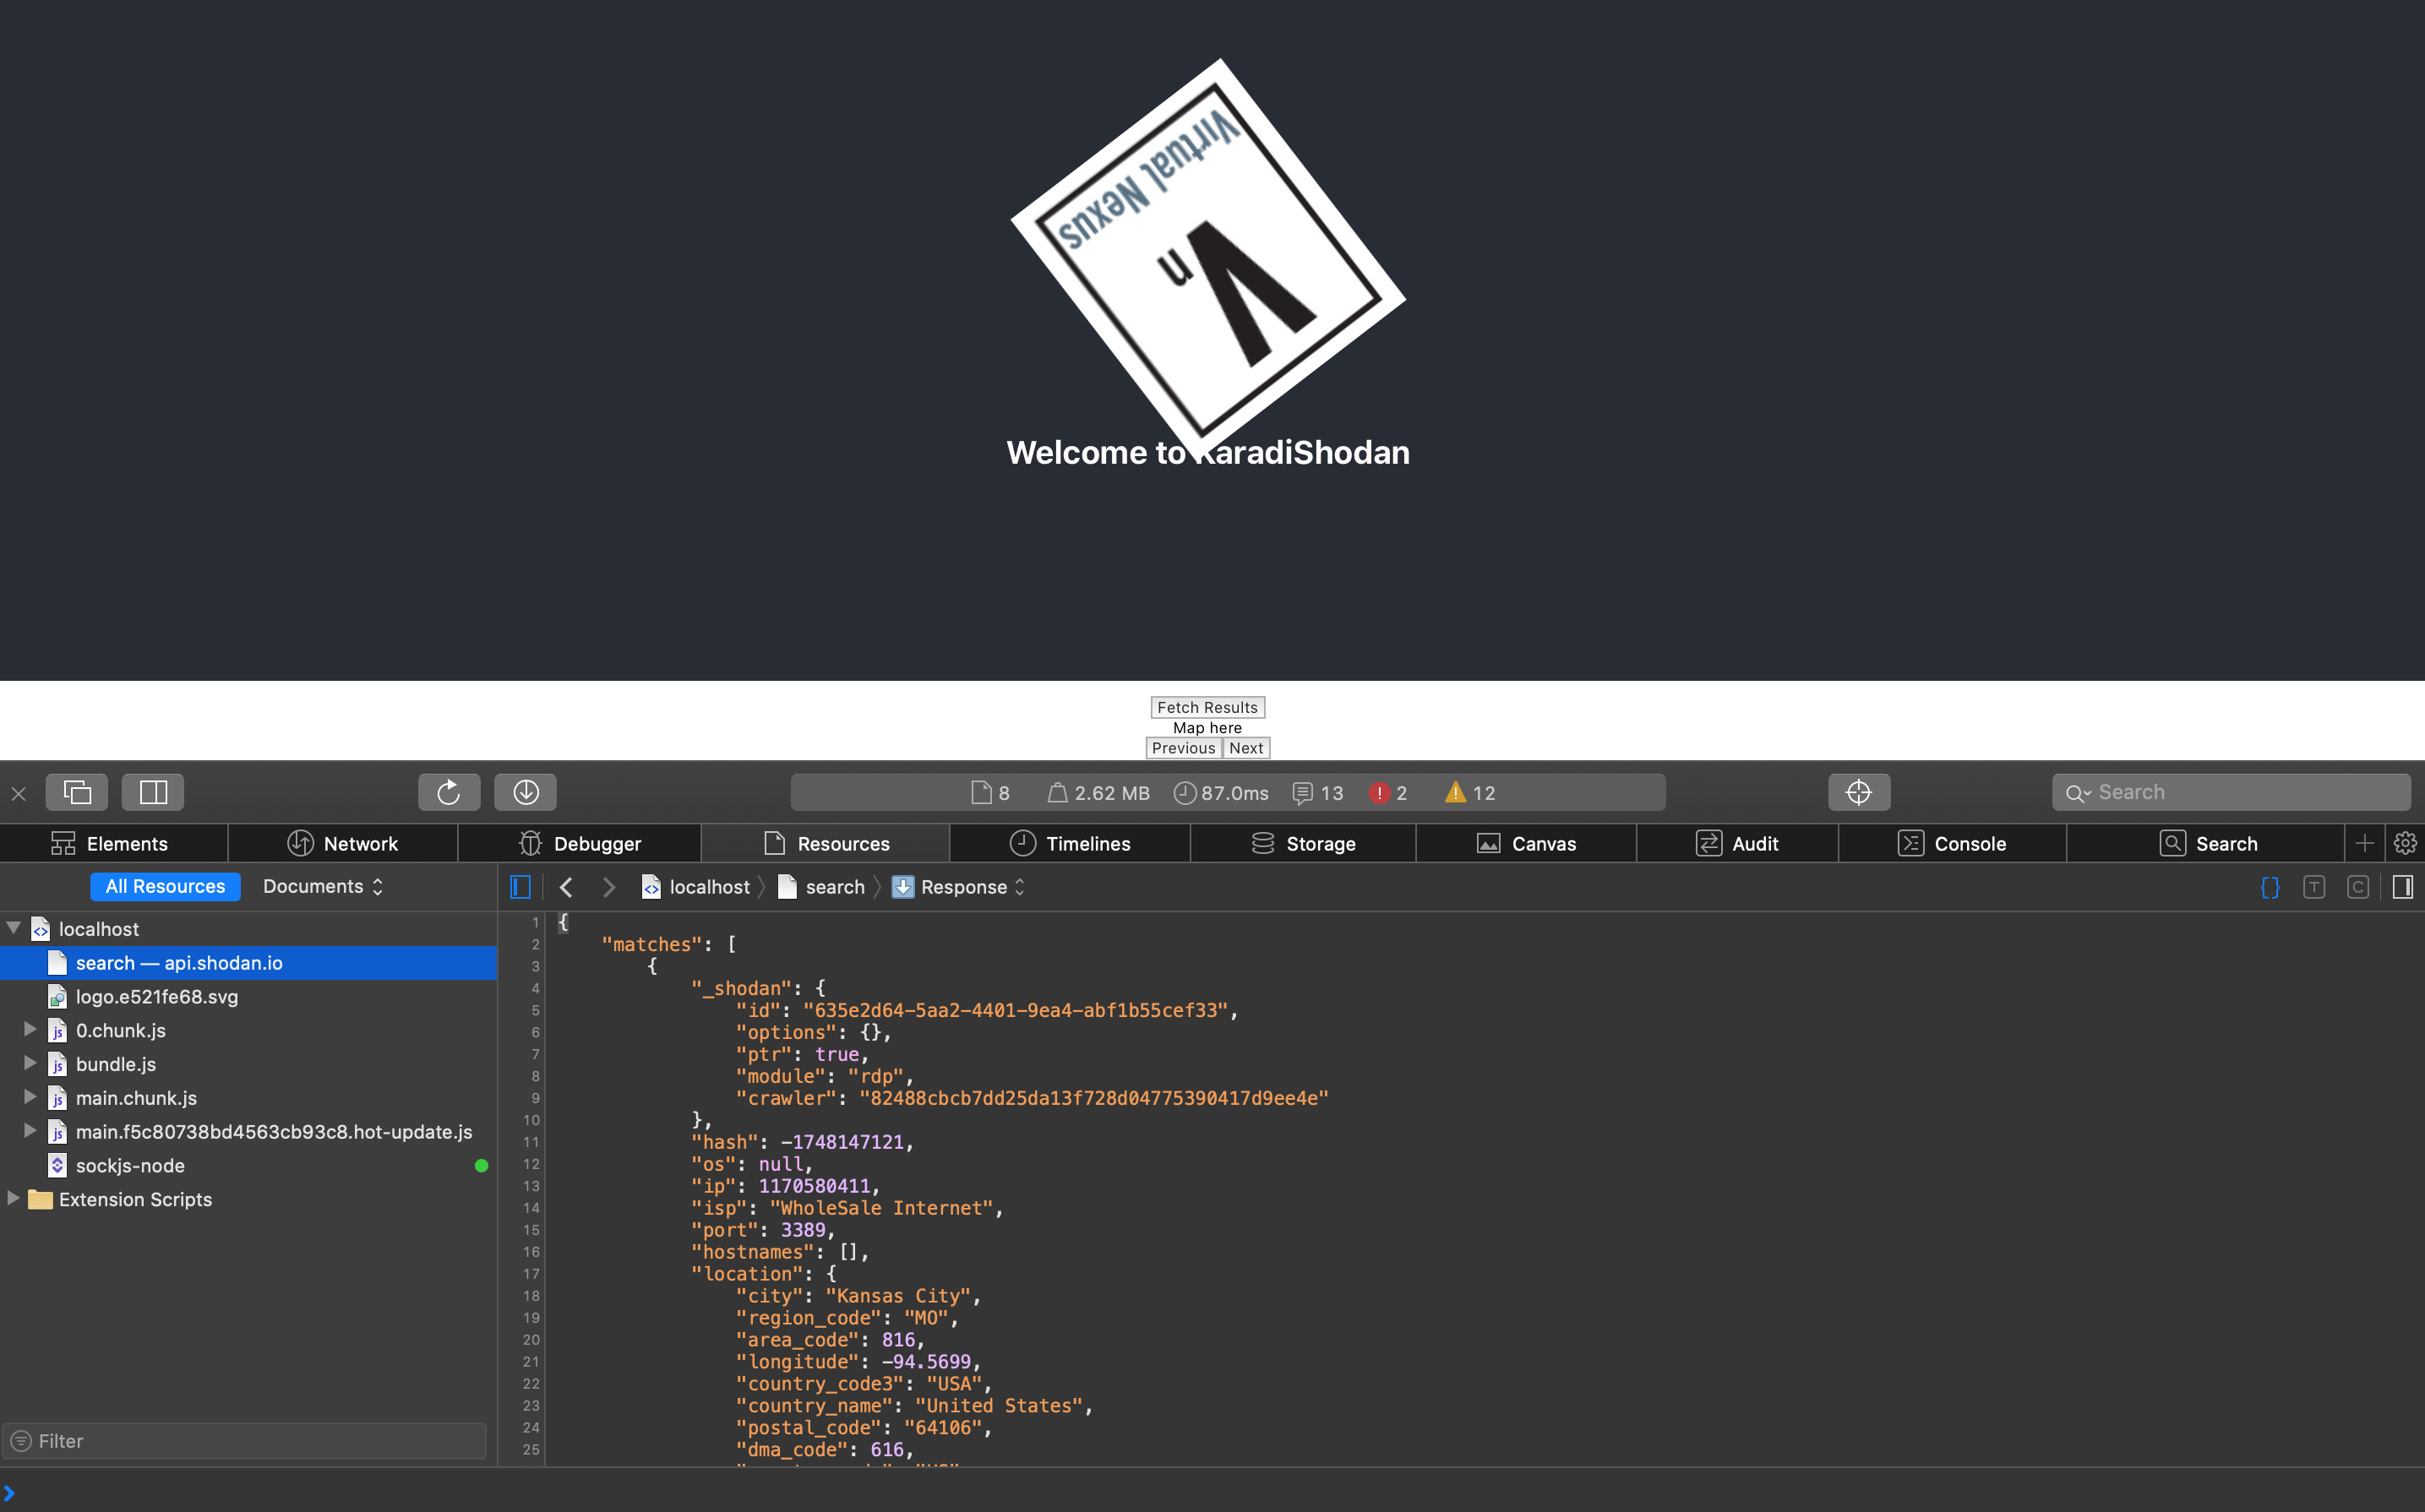 Virtual Nexus
Vn
Welcome to KaradiShodan
Fetch Results
Map here
Previous Next
8 2.62 MB 87.0ms 13 2 12 Search
Elements Network Debugger Resources Timelines Storage Canvas Audit Console Search
All Resources Documents localhost search Response
localhost
search — api.shodan.io
logo.e521fe68.svg
0.chunk.js
bundle.js
main.chunk.js
main.f5c80738bd4563cb93c8.hot-update.js
sockjs-node
Extension Scripts
Filter
1 {
2 "matches": [
3 {
4 "_shodan": {
5 "id": "635e2d64-5aa2-4401-9ea4-abf1b55cef33",
6 "options": {},
7 "ptr": true,
8 "module": "rdp",
9 "crawler": "82488cbcb7dd25da13f728d04775390417d9ee4e"
10 },
11 "hash": -1748147121,
12 "os": null,
13 "ip": 1170580411,
14 "isp": "WholeSale Internet",
15 "port": 3389,
16 "hostnames": [],
17 "location": {
18 "city": "Kansas City",
19 "region_code": "MO",
20 "area_code": 816,
21 "longitude": -94.5699,
22 "country_code3": "USA",
23 "country_name": "United States",
24 "postal_code": "64106",
25 "dma_code": 616,